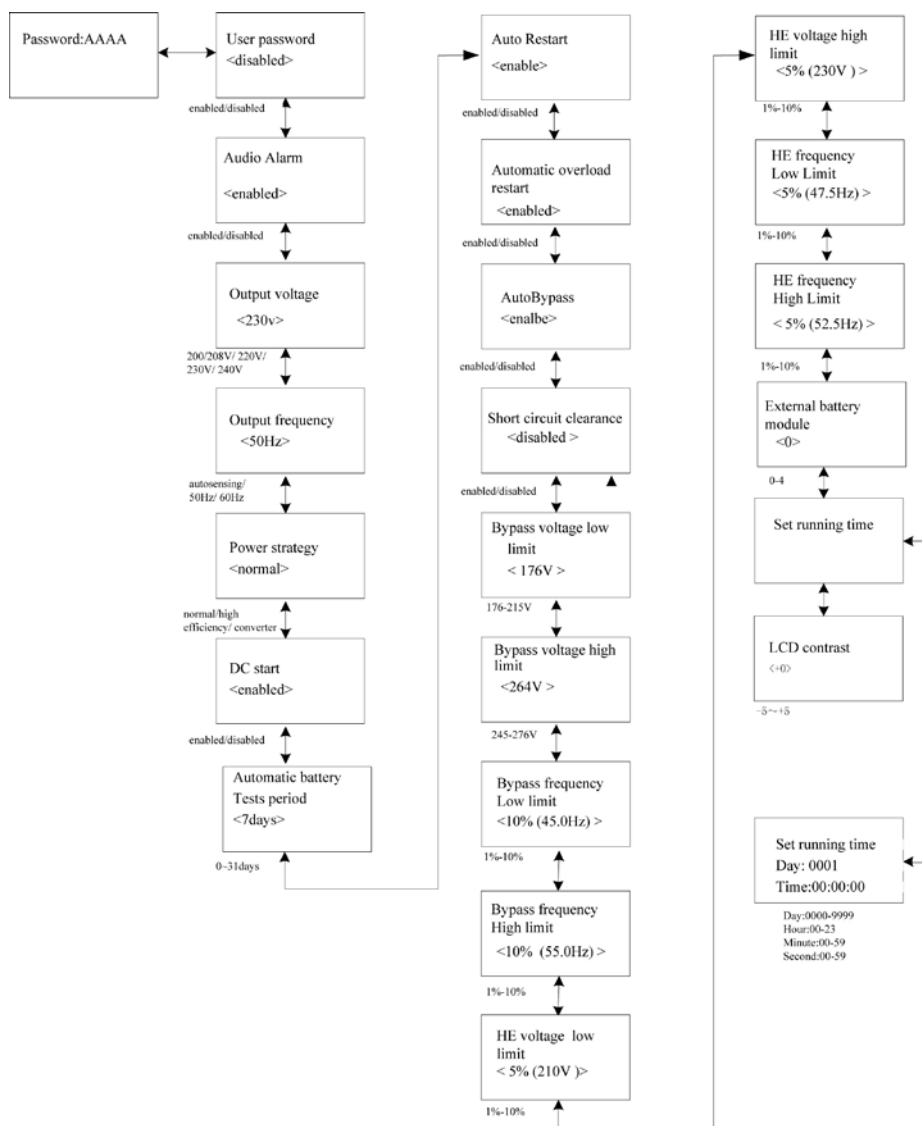 Password:AAAA
User password
<disabled>
enabled/disabled
Audio Alarm
<enabled>
enabled/disabled
Output voltage
<230v>
200/208V/ 220V/
230V/ 240V
Output frequency
<50Hz>
autosensing/
50Hz/ 60Hz
Power strategy
<normal>
normal/high
efficiency/ converter
DC start
<enabled>
enabled/disabled
Automatic battery
Tests period
<7days>
0~31days
Auto Restart
<enable>
enabled/disabled
Automatic overload
restart
<enabled>
enabled/disabled
AutoBypass
<enalbe>
enabled/disabled
Short circuit clearance
<disabled >
enabled/disabled
Bypass voltage low
limit
< 176V >
176-215V
Bypass voltage high
limit
<264V >
245-276V
Bypass frequency
Low limit
<10% (45.0Hz) >
1%-10%
Bypass frequency
High limit
<10% (55.0Hz) >
1%-10%
HE voltage low
limit
< 5% (210V )>
1%-10%
HE voltage high
limit
<5% (230V ) >
1%-10%
HE frequency
Low Limit
<5% (47.5Hz) >
1%-10%
HE frequency
High Limit
< 5% (52.5Hz) >
1%-10%
External battery
module
<0>
0-4
Set running time
LCD contrast
<+0>
-5~+5
Set running time
Day: 0001
Time:00:00:00
Day:0000-9999
Hour:00-23
Minute:00-59
Second:00-59